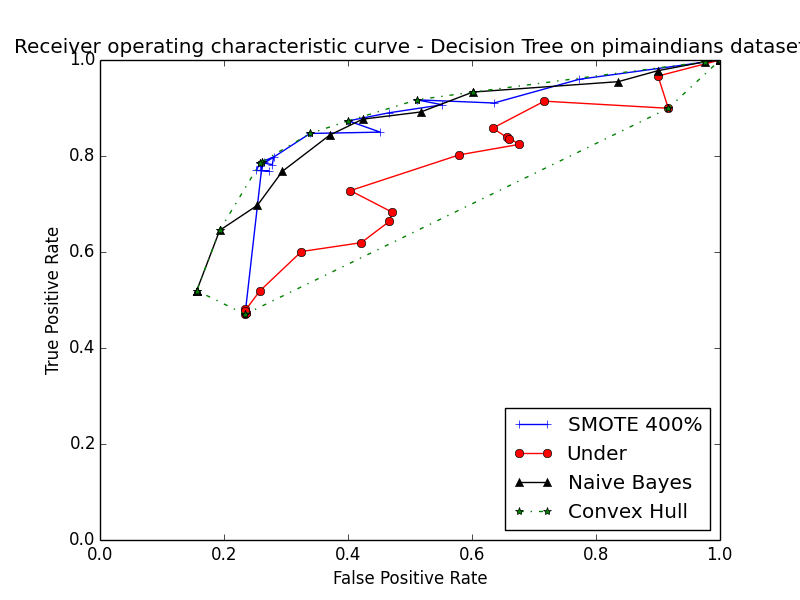 Receiver operating characteristic curve - Decision Tree on pimaindians dataset
1.0
0.8
0.6
0.4
0.2
0.0
True Positive Rate
0.0 0.2 0.4 0.6 0.8 1.0
False Positive Rate
SMOTE 400%
Under
Naive Bayes
Convex Hull